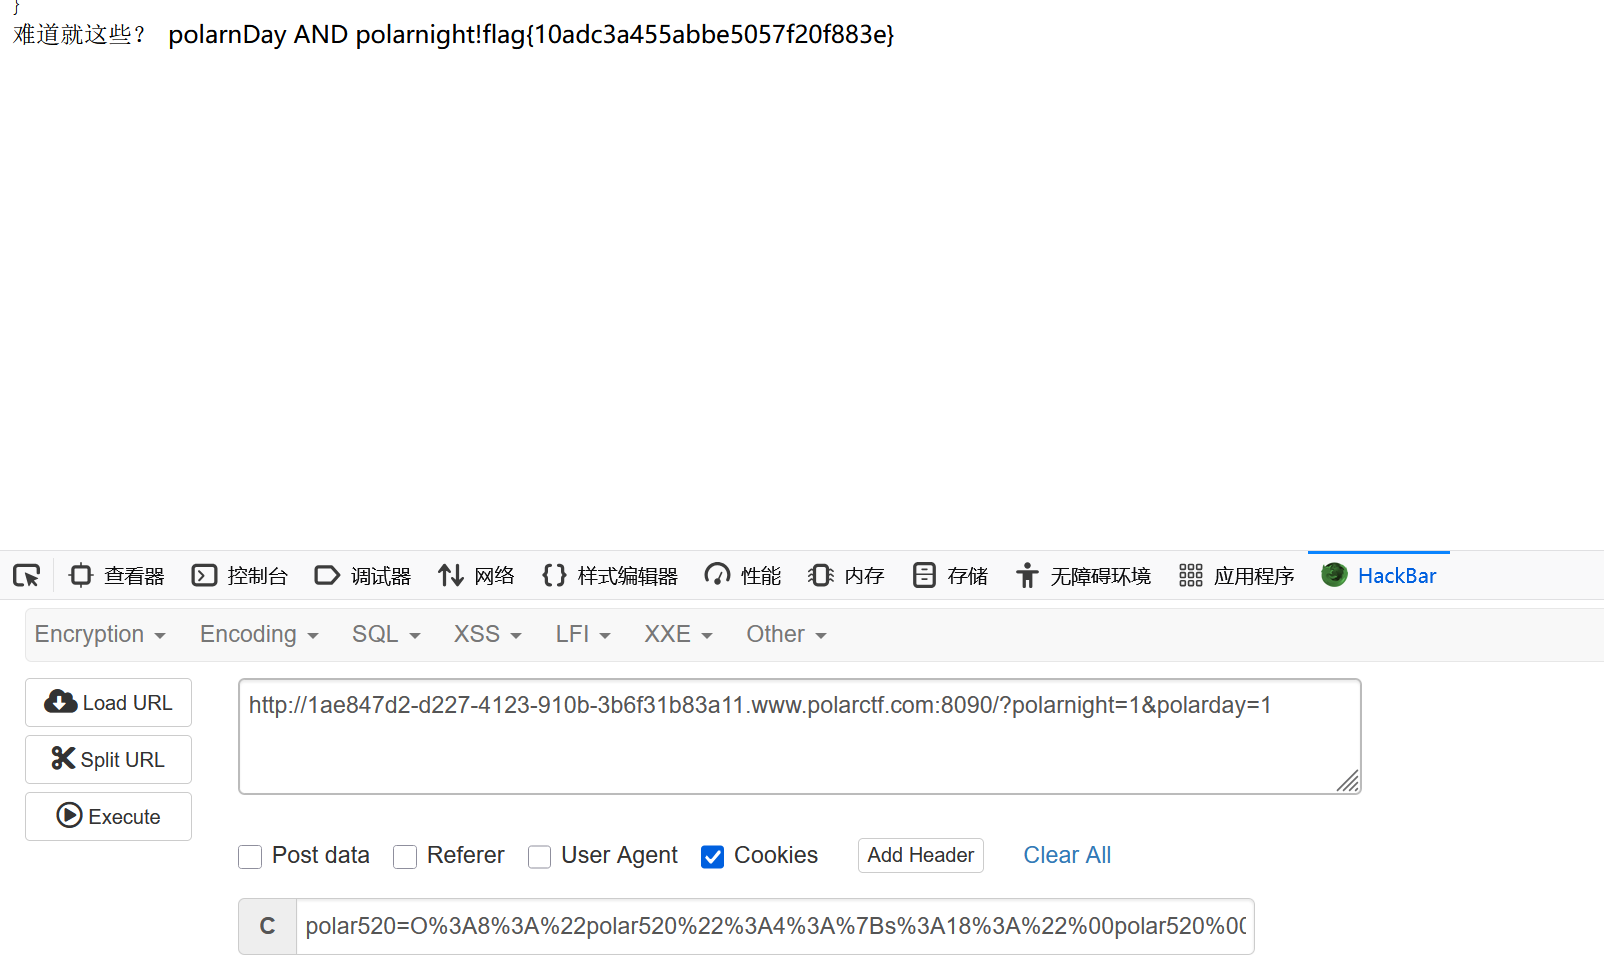 }
难道就这些? polarnDay AND polarnight!flag{10adc3a455abbe5057f20f883e}
查看器 控制台 调试器 网络 样式编辑器 性能 内存 存储 无障碍环境 应用程序 HackBar
Encryption Encoding SQL XSS LFI XXE Other
Load URL
http://1ae847d2-d227-4123-910b-3b6f31b83a11.www.polarctf.com:8090/?polarnight=1&polarday=1
Split URL
Execute
Post data Referer User Agent Cookies Add Header Clear All
C polar520=O%3A8%3A%22polar520%22%3A4%3A%7Bs%3A18%3A%22%00polar520%00